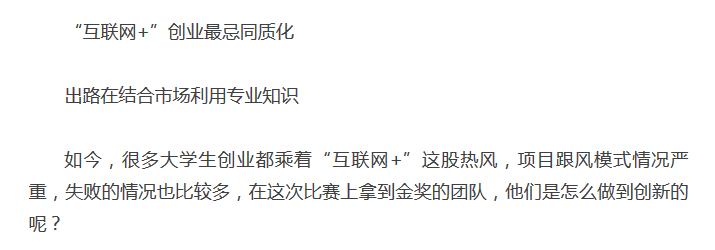 “互联网+”创业最忌同质化
出路在结合市场利用专业知识
如今，很多大学生创业都乘着“互联网+”这股热风，项目跟风模式情况严
重，失败的情况也比较多，在这次比赛上拿到金奖的团队，他们是怎么做到创新的
呢？